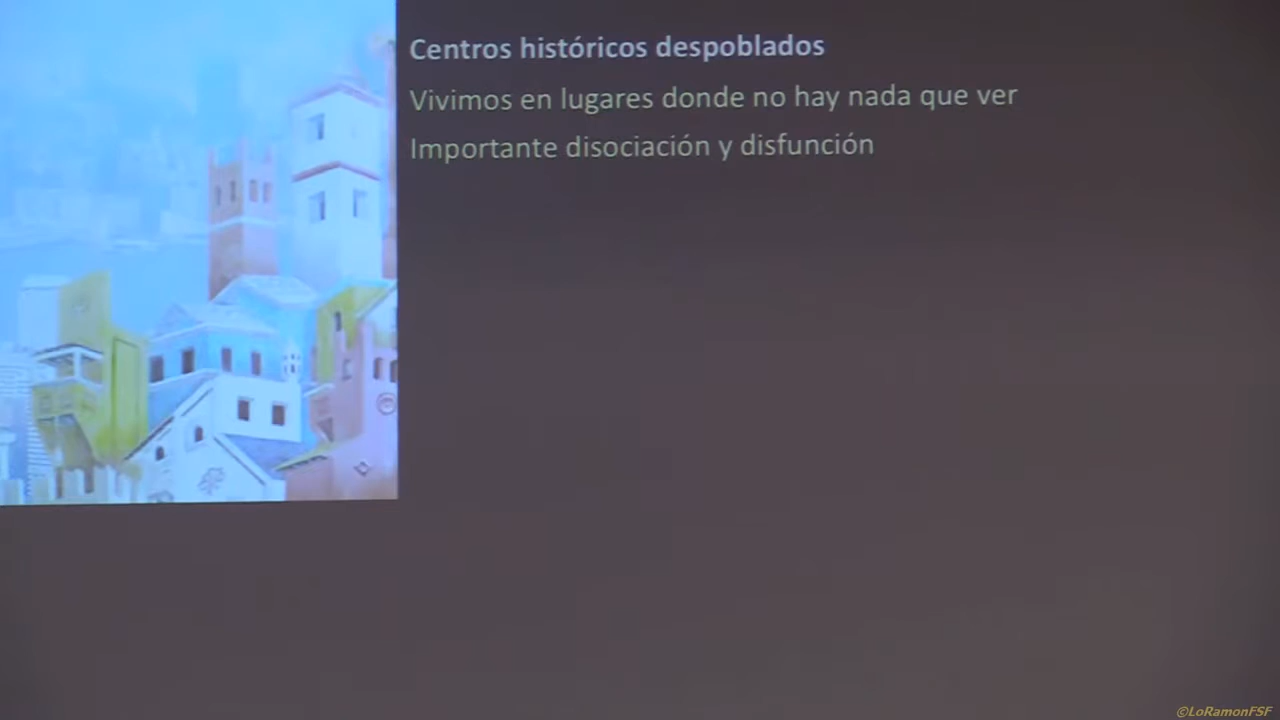 Centros históricos despoblados
Vivimos en lugares donde no hay nada que ver
Importante disociación y disfunción
©LoRamonFSF